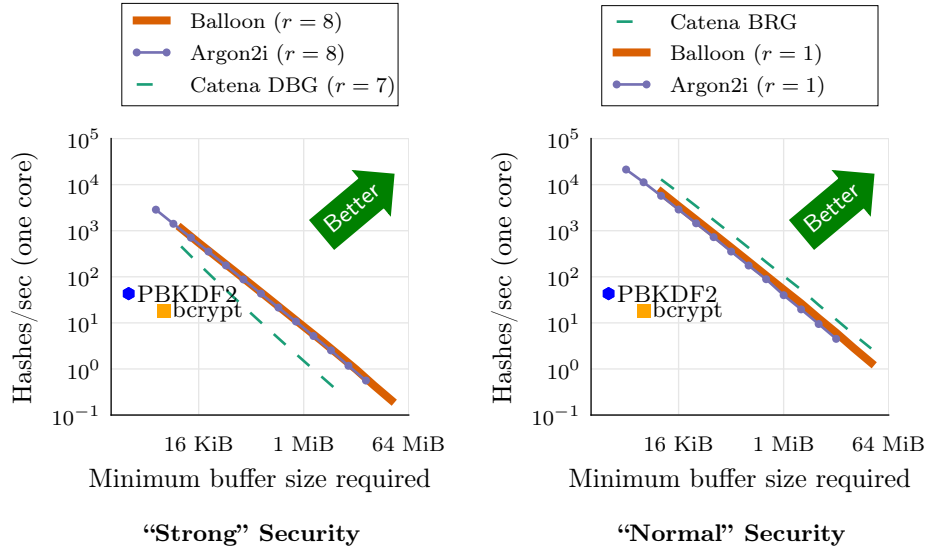 Balloon (r = 8)
Argon2i (r = 8)
Catena DBG (r = 7)
Hashes/sec (one core)
10^5
10^4
10^3
10^2
10^1
10^0
10^−1
Better
PBKDF2
bcrypt
16 KiB
1 MiB
64 MiB
Minimum buffer size required
“Strong” Security
Catena BRG
Balloon (r = 1)
Argon2i (r = 1)
Hashes/sec (one core)
10^5
10^4
10^3
10^2
10^1
10^0
10^−1
Better
PBKDF2
bcrypt
16 KiB
1 MiB
64 MiB
Minimum buffer size required
“Normal” Security